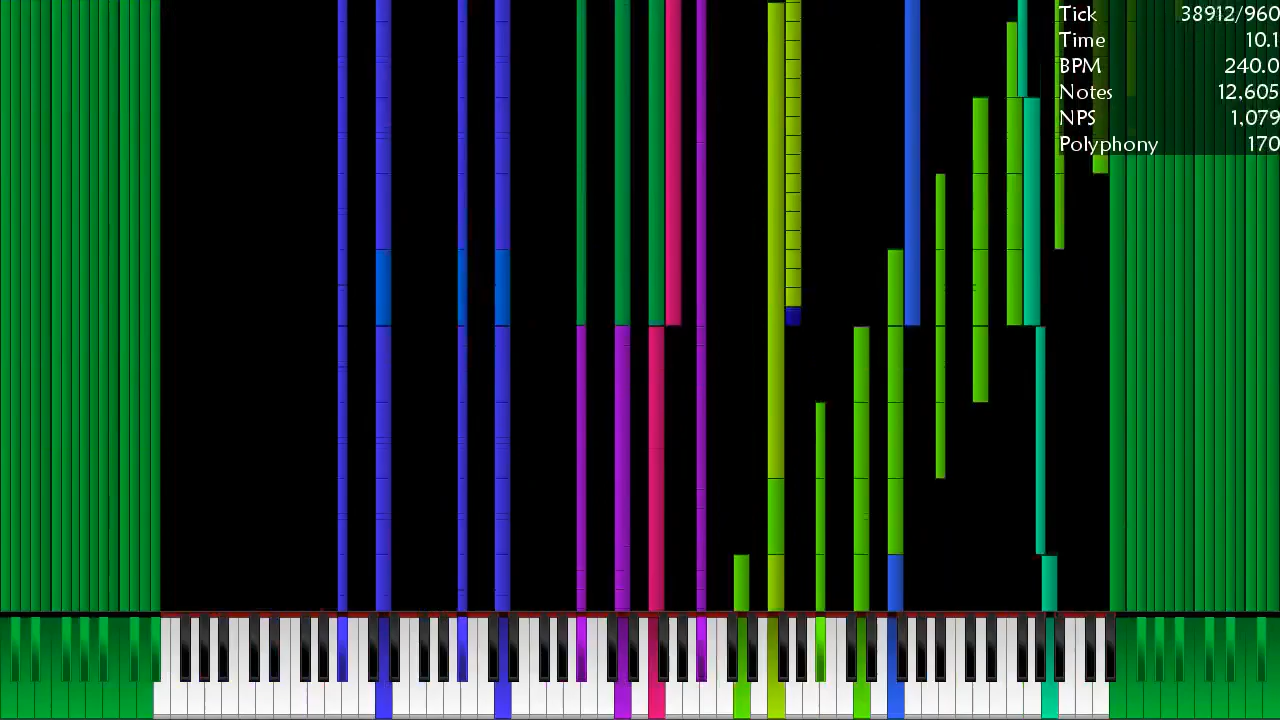 Tick 38912/960
Time 10.1
BPM 240.0
Notes 12,605
NPS 1,079
Polyphony 170